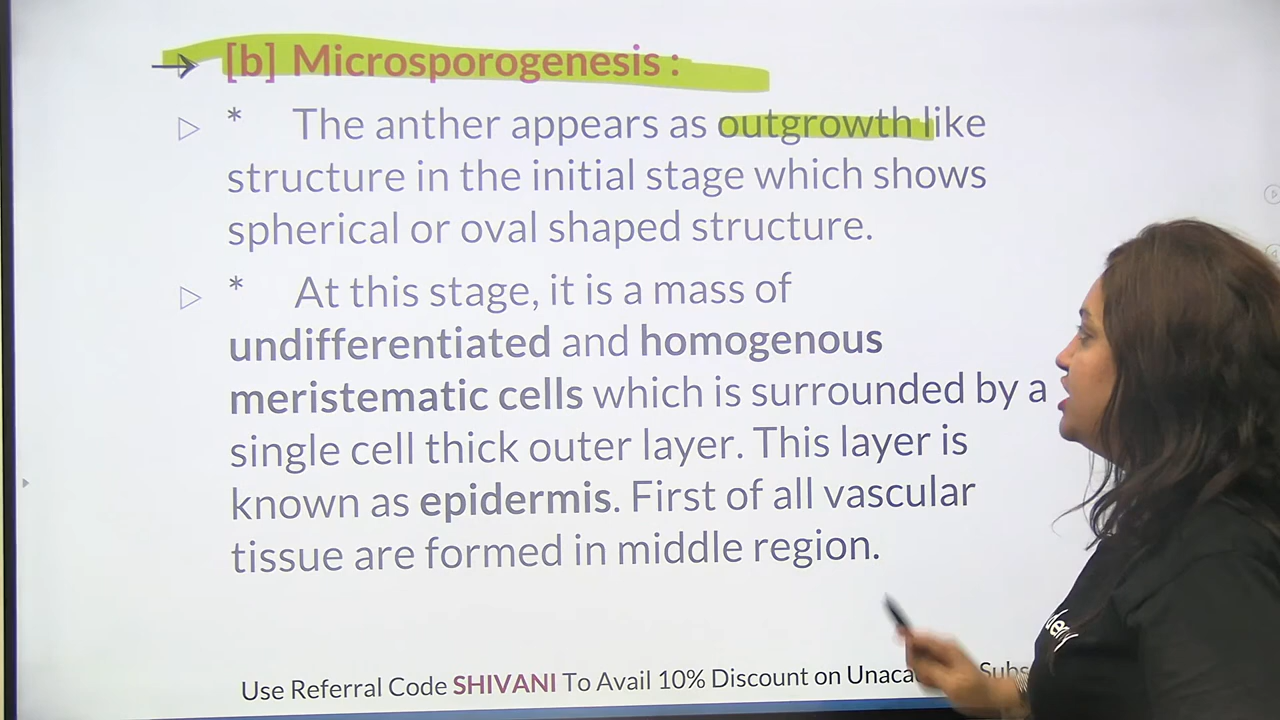 [b] Microsporogenesis :
* The anther appears as outgrowth like
structure in the initial stage which shows
spherical or oval shaped structure.
* At this stage, it is a mass of
undifferentiated and homogenous
meristematic cells which is surrounded by a
single cell thick outer layer. This layer is
known as epidermis. First of all vascular
tissue are formed in middle region.
Use Referral Code SHIVANI To Avail 10% Discount on